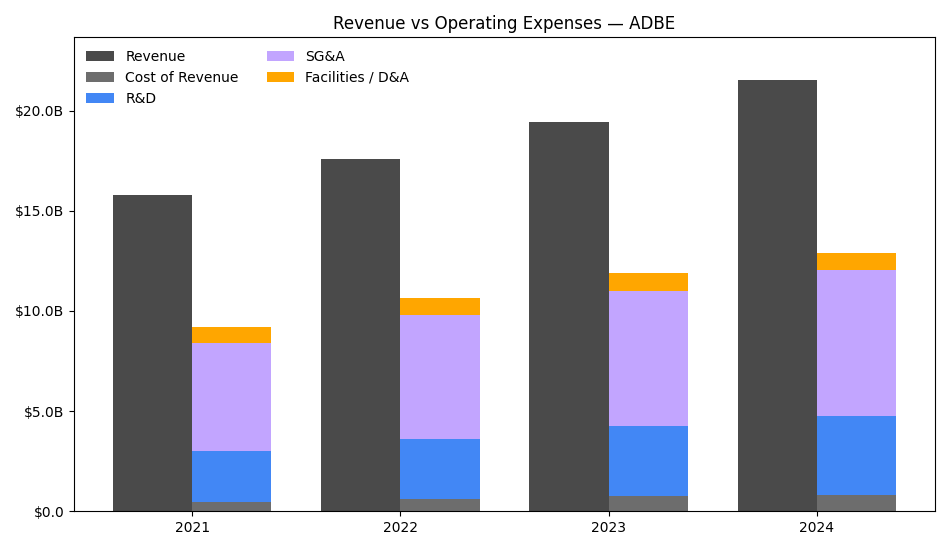 Revenue vs Operating Expenses — ADBE
Revenue
Cost of Revenue
R&D
SG&A
Facilities / D&A
$20.0B
$15.0B
$10.0B
$5.0B
$0.0
2021 2022 2023 2024